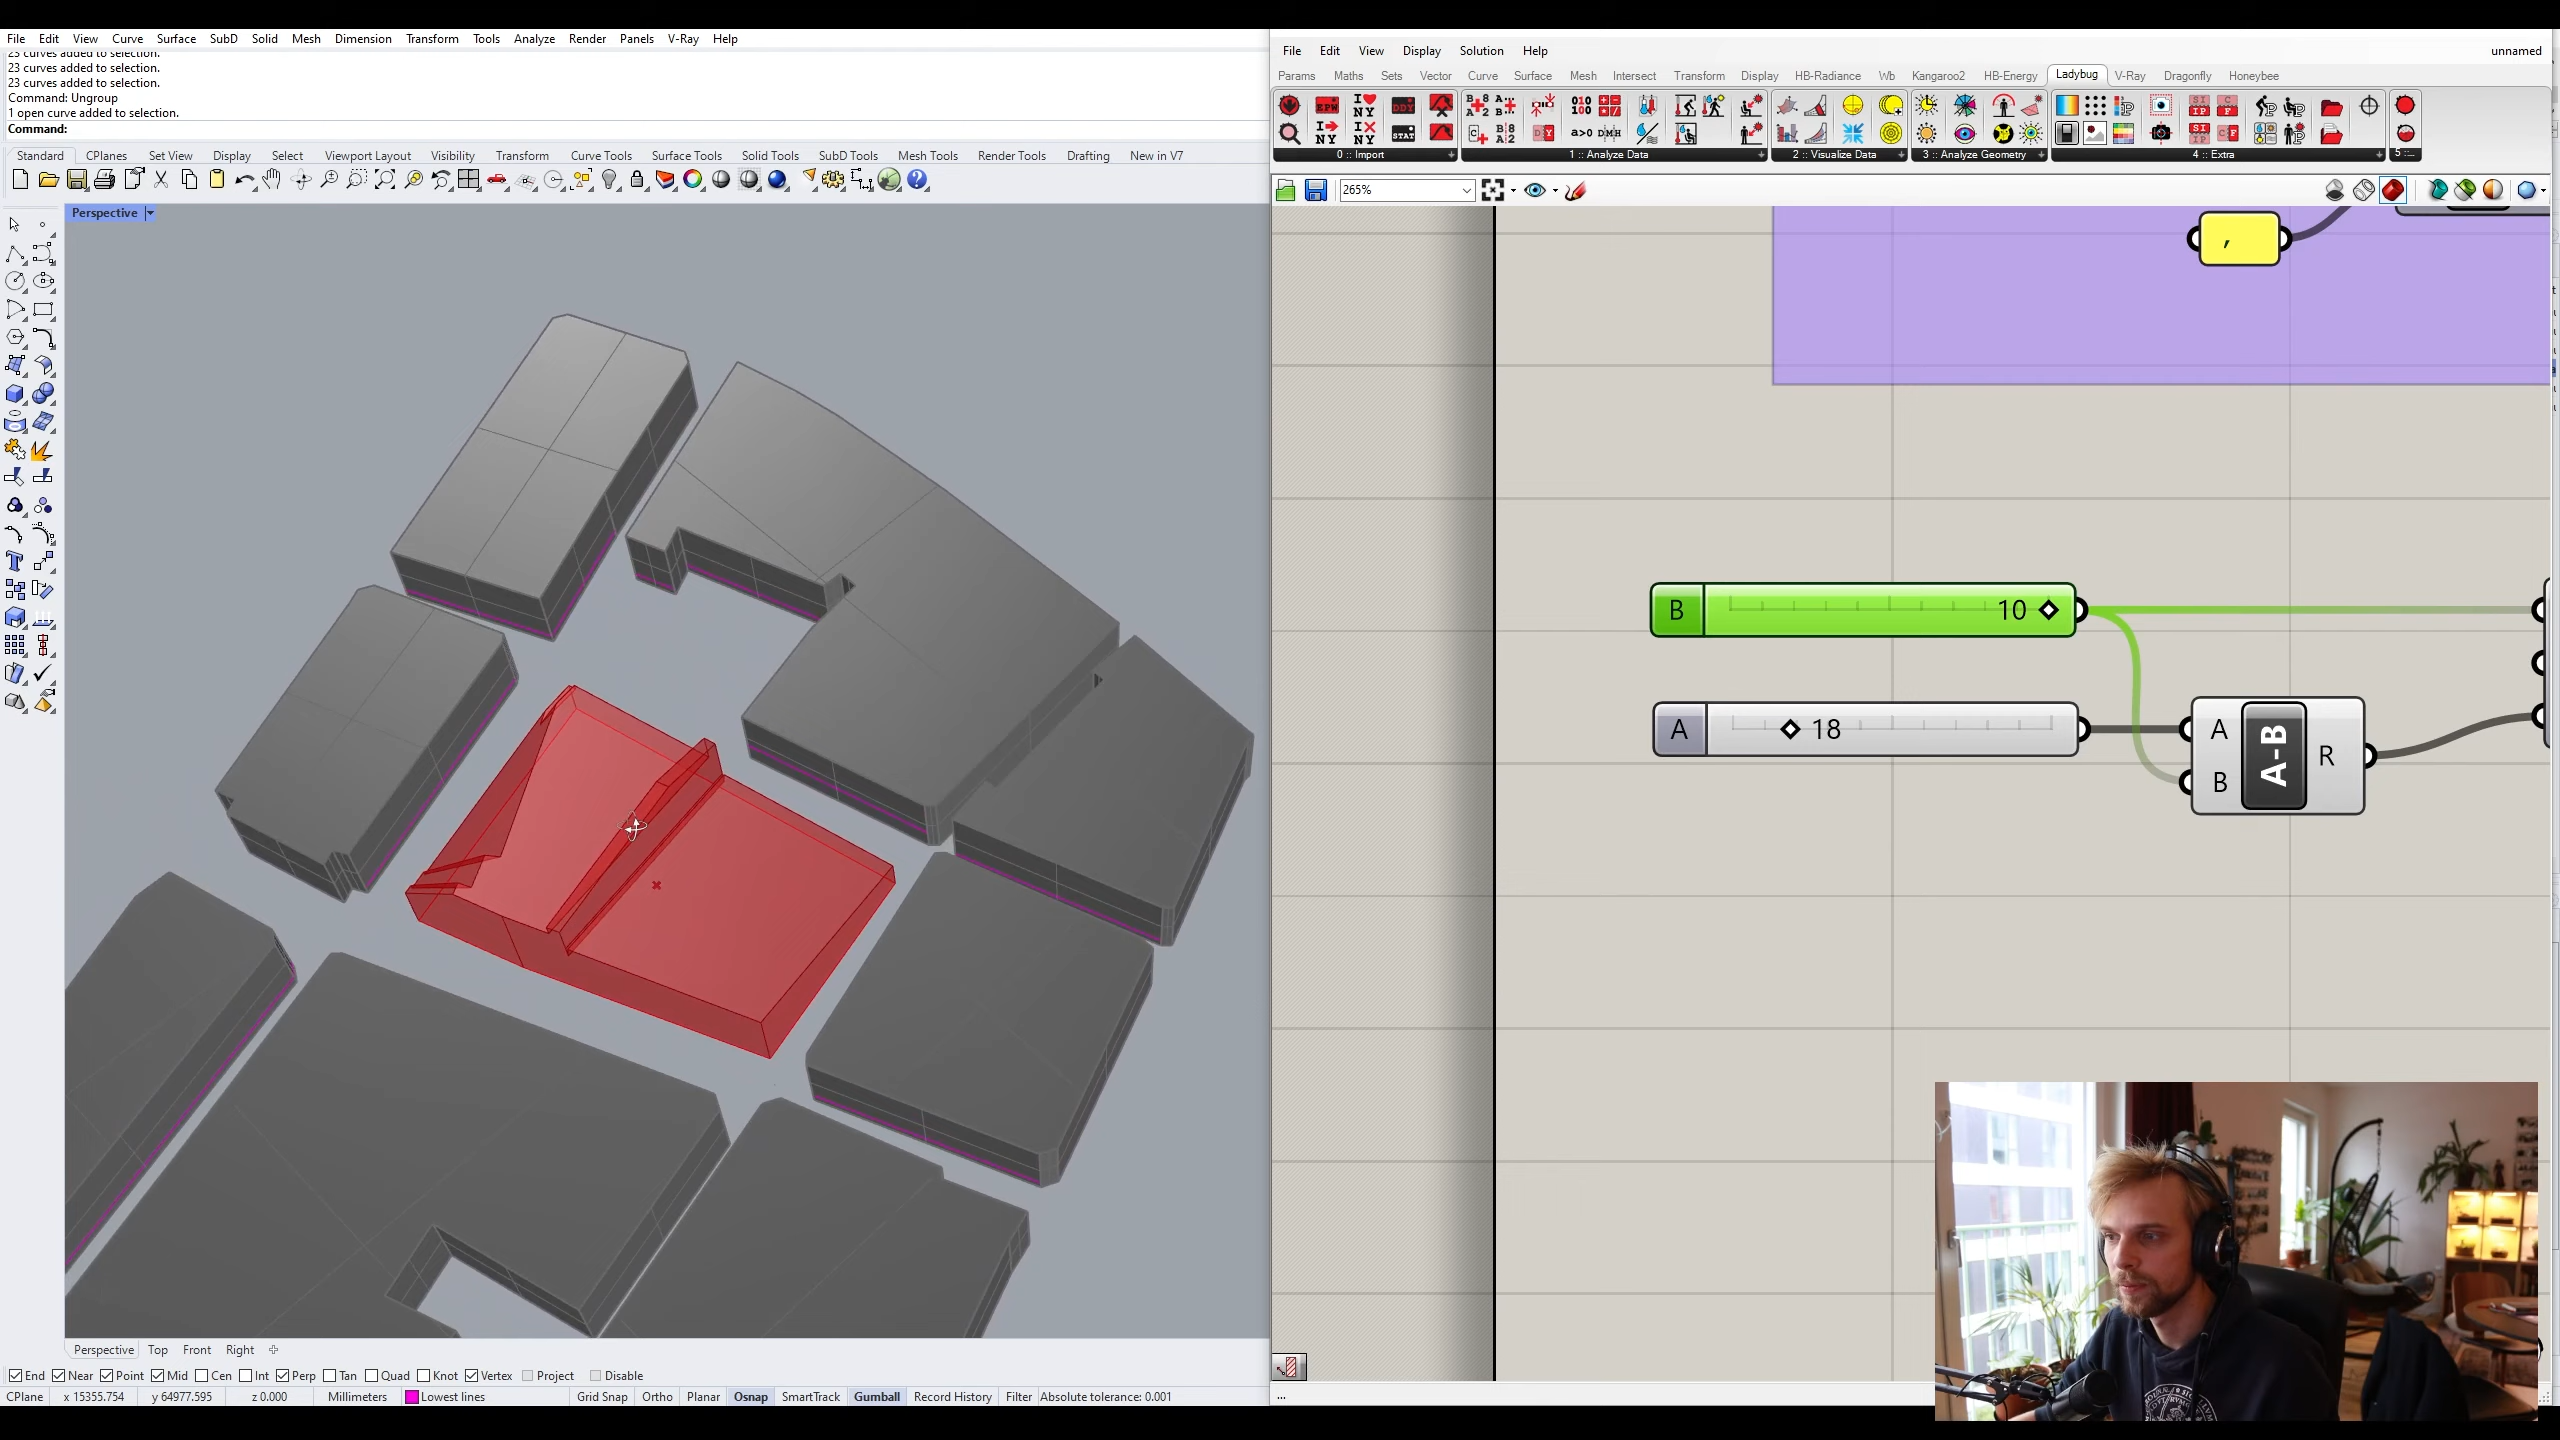 File Edit View Curve Surface SubD Solid Mesh Dimension Transform Tools Analyze Render Panels V-Ray Help
23 curves added to selection.
23 curves added to selection.
23 curves added to selection.
Command: Ungroup
1 open curve added to selection.
Command:
Standard CPlanes Set View Display Select Viewport Layout Visibility Transform Curve Tools Surface Tools Solid Tools SubD Tools Mesh Tools Render Tools Drafting New in V7
Perspective
Perspective Top Front Right
End Near Point Mid Cen Int Perp Tan Quad Knot Vertex Project Disable
CPlane x 15355.754 y 64977.595 z 0.000 Millimeters Lowest lines Grid Snap Ortho Planar Osnap SmartTrack Gumball Record History Filter Absolute tolerance: 0.001
File Edit View Display Solution Help unnamed
Params Maths Sets Vector Curve Surface Mesh Intersect Transform Display HB-Radiance Wb Kangaroo2 HB-Energy Ladybug V-Ray Dragonfly Honeybee
0 :: Import 1 :: Analyze Data 2 :: Visualize Data 3 :: Analyze Geometry 4 :: Extra 5 ::...
265%
,
B 10
A 18
A B A-B R
...